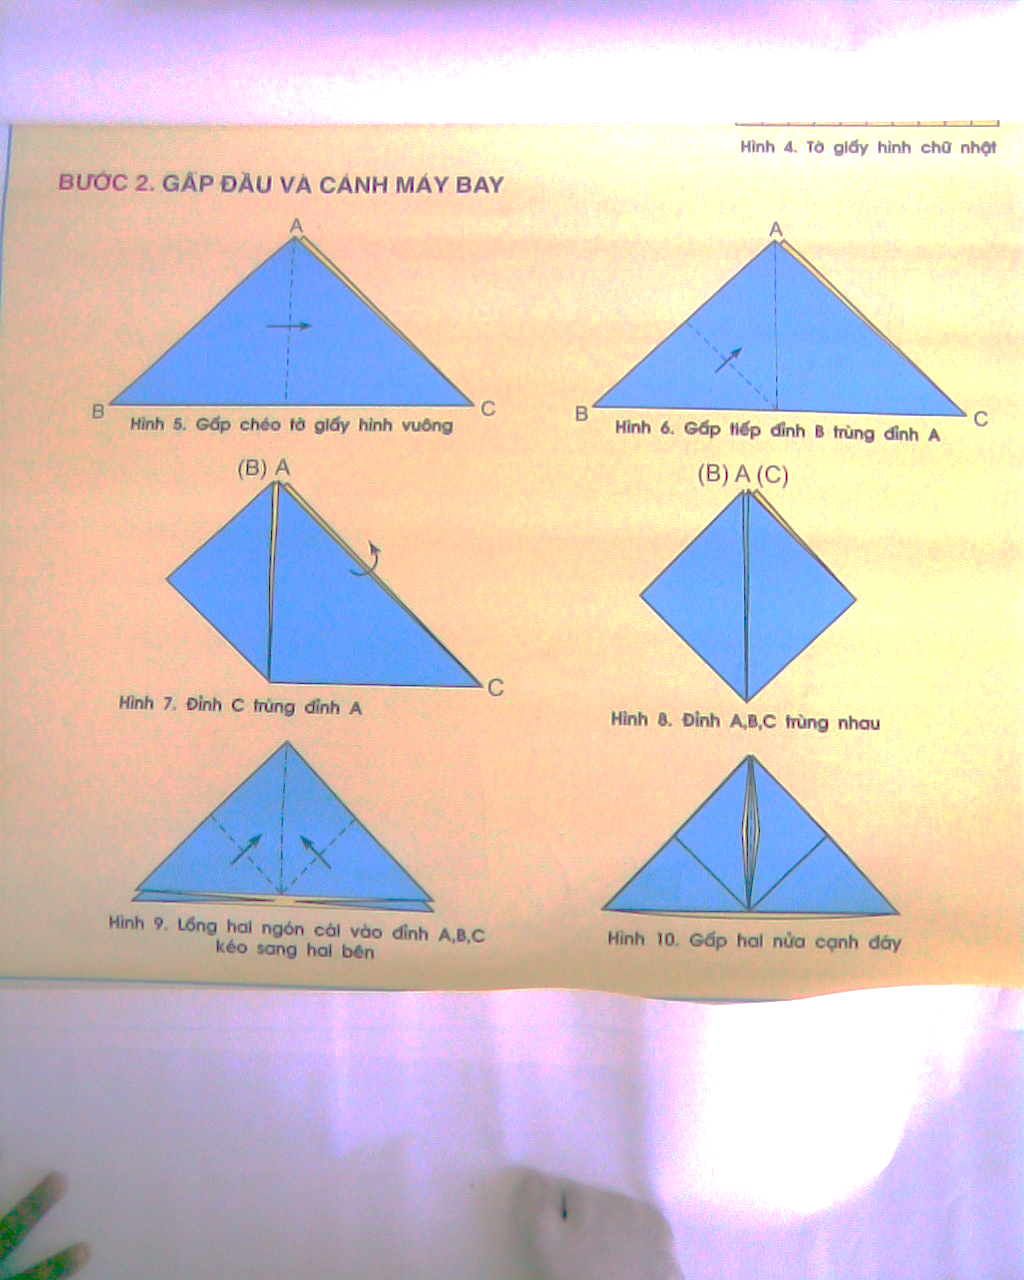 Hình 4. Tờ giấy hình chữ nhật
BƯỚC 2. GẤP ĐẦU VÀ CÁNH MÁY BAY
A
B
C
Hình 5. Gấp chéo tờ giấy hình vuông
A
B
C
Hình 6. Gấp tiếp đỉnh B trùng đỉnh A
(B) A
C
Hình 7. Đỉnh C trùng đỉnh A
(B) A (C)
Hình 8. Đỉnh A,B,C trùng nhau
Hình 9. Lồng hai ngón cái vào đỉnh A,B,C
kéo sang hai bên
Hình 10. Gấp hai nửa cạnh đáy